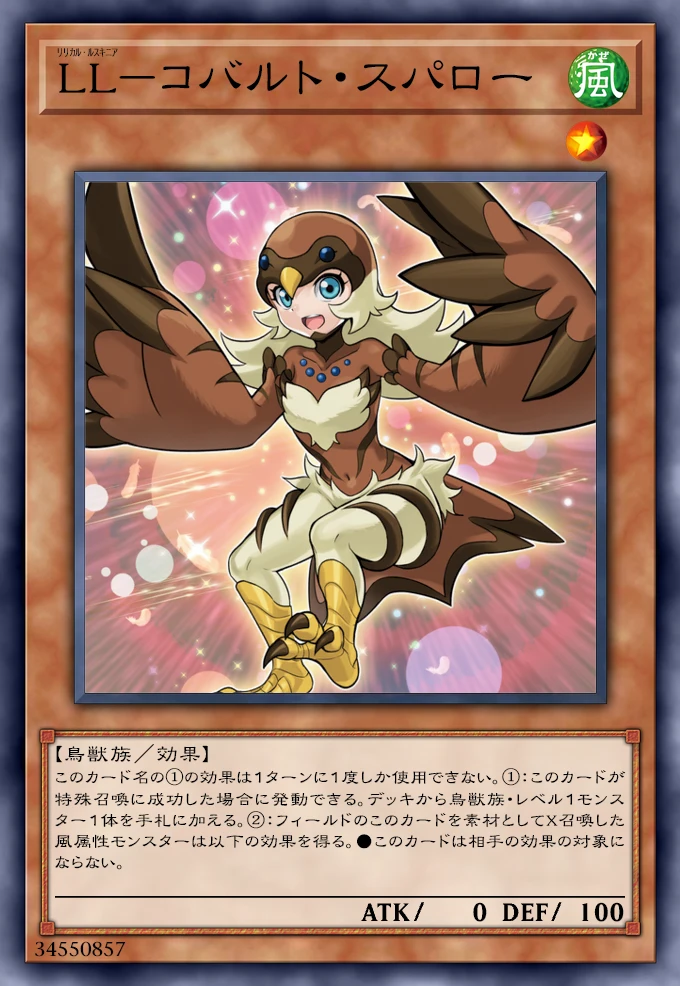 リリカル・ルスキニア
LL－コバルト・スパロー
かぜ
風
【鳥獣族／効果】
このカード名の①の効果は１ターンに１度しか使用できない。①：このカードが
特殊召喚に成功した場合に発動できる。デッキから鳥獣族・レベル１モンス
ター１体を手札に加える。②：フィールドのこのカードを素材としてX召喚した
風属性モンスターは以下の効果を得る。●このカードは相手の効果の対象に
ならない。
ATK/ 0 DEF/ 100
34550857